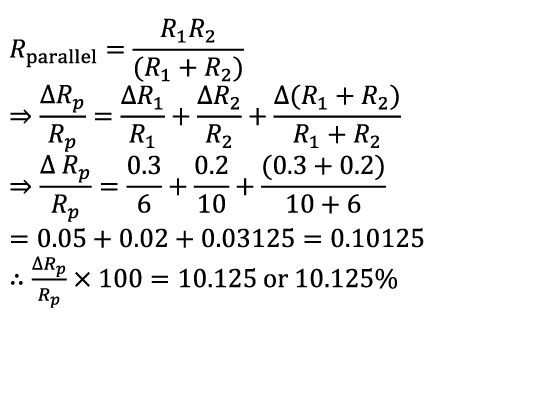 R_parallel = R₁R₂ / (R₁ + R₂)
⇒ ΔR_p / R_p = ΔR₁ / R₁ + ΔR₂ / R₂ + Δ(R₁ + R₂) / R₁ + R₂
⇒ Δ R_p / R_p = 0.3 / 6 + 0.2 / 10 + (0.3 + 0.2) / 10 + 6
= 0.05 + 0.02 + 0.03125 = 0.10125
∴ ΔR_p / R_p × 100 = 10.125 or 10.125%